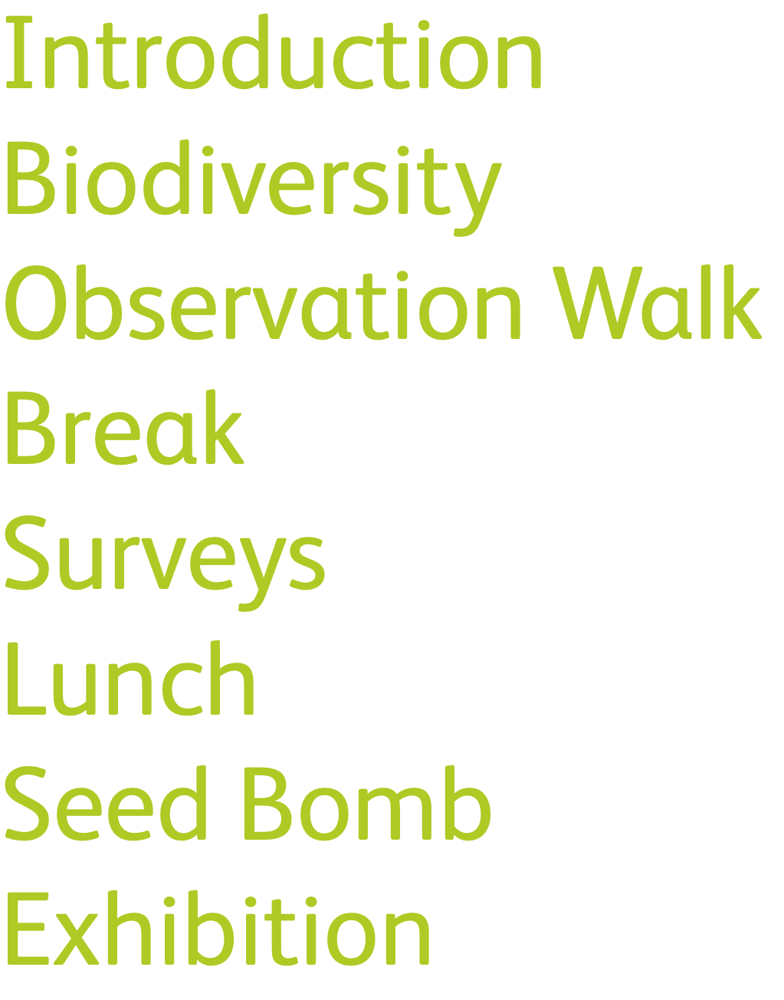 Introduction
Biodiversity
Observation Walk
Break
Surveys
Lunch
Seed Bomb
Exhibition